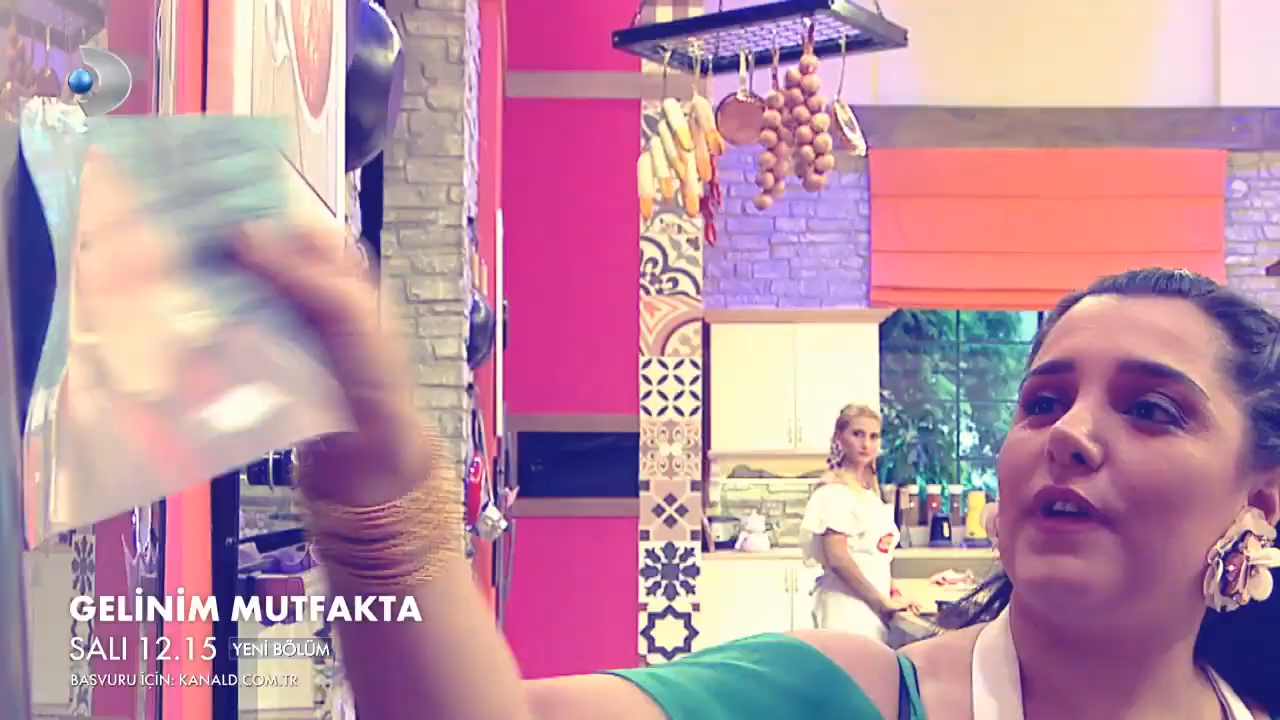 GELİNİM MUTFAKTA
SALI 12.15 YENİ BÖLÜM
BAŞVURU İÇİN: KANALD.COM.TR